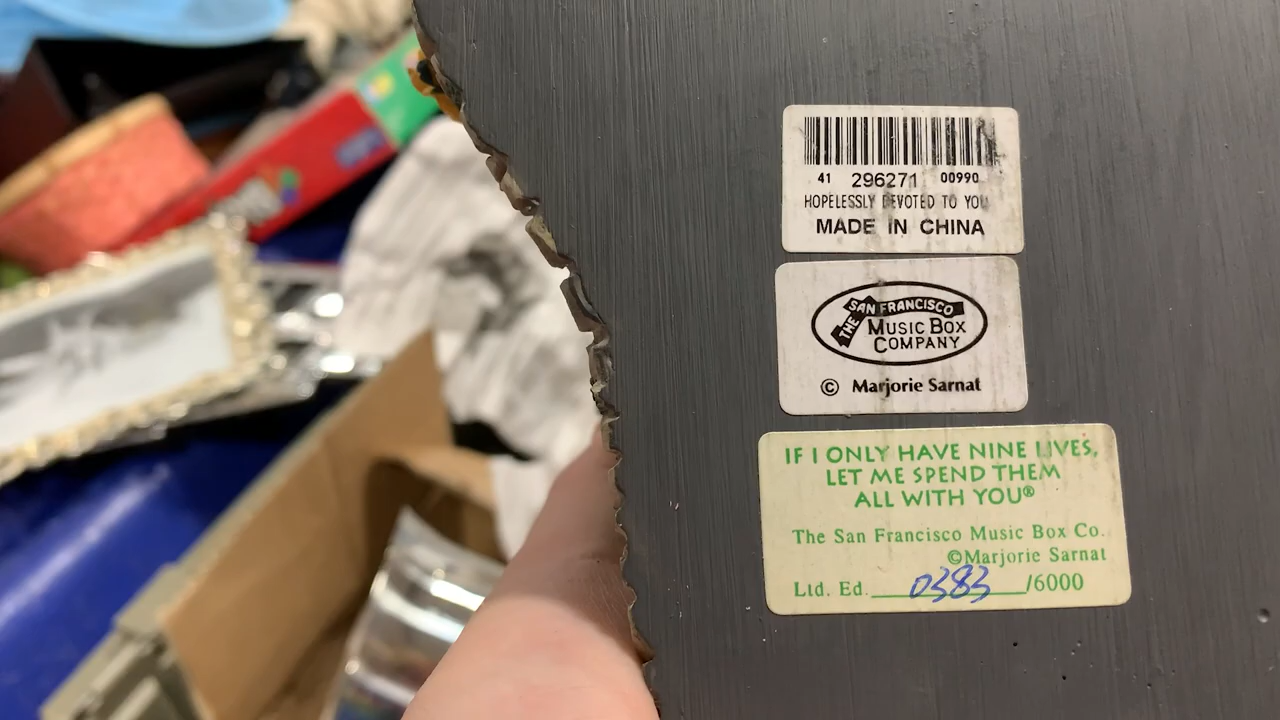 41 296271 00990
HOPELESSLY DEVOTED TO YOU
MADE IN CHINA
THE SAN FRANCISCO
MUSIC BOX
COMPANY
© Marjorie Sarnat
IF I ONLY HAVE NINE LIVES,
LET ME SPEND THEM
ALL WITH YOU®
The San Francisco Music Box Co.
©Marjorie Sarnat
Ltd. Ed. 0383 /6000